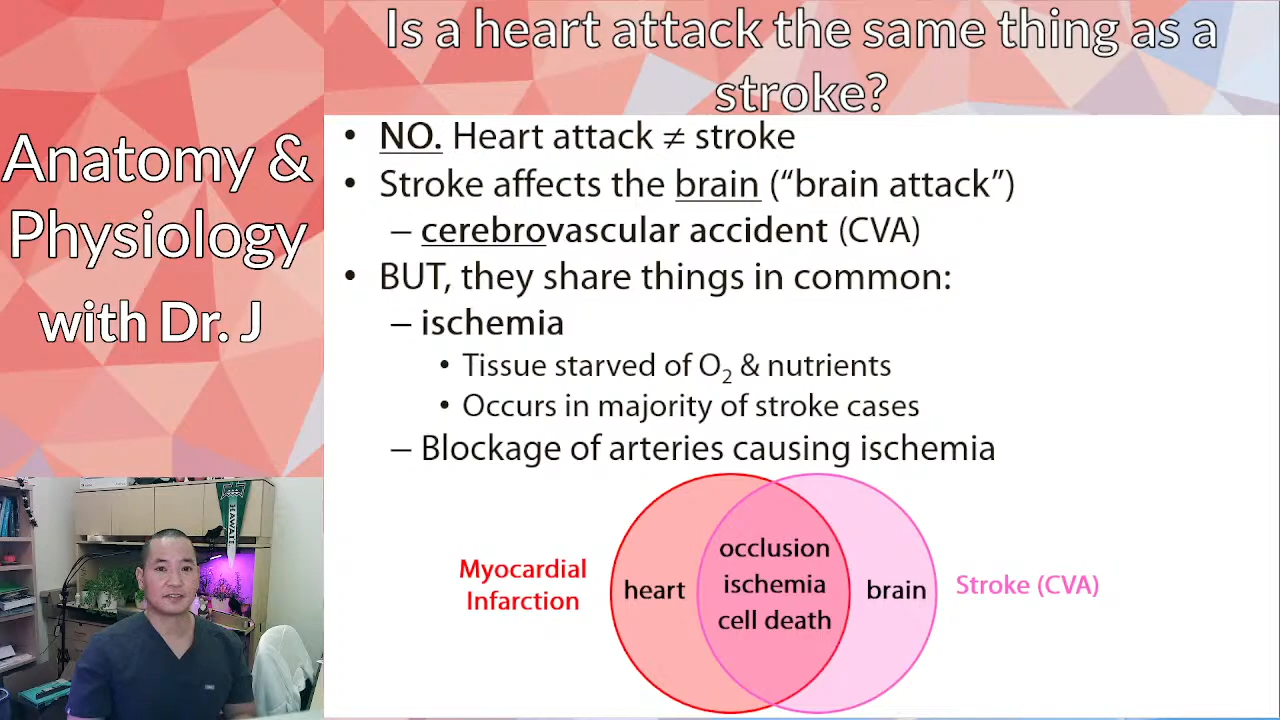 Is a heart attack the same thing as a
stroke?
Anatomy &
Physiology
with Dr. J
• NO. Heart attack ≠ stroke
• Stroke affects the brain (“brain attack”)
– cerebrovascular accident (CVA)
• BUT, they share things in common:
– ischemia
• Tissue starved of O₂ & nutrients
• Occurs in majority of stroke cases
– Blockage of arteries causing ischemia
Myocardial
Infarction
heart
occlusion
ischemia
cell death
brain
Stroke (CVA)
HAWAII